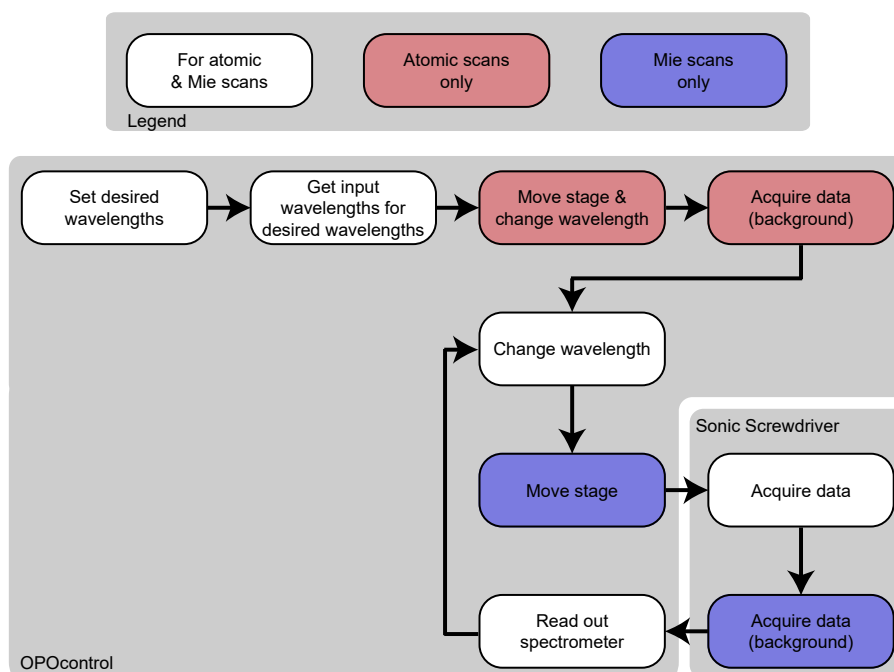 For atomic
& Mie scans
Atomic scans
only
Mie scans
only
Legend
Set desired
wavelengths
Get input
wavelengths for
desired wavelengths
Move stage &
change wavelength
Acquire data
(background)
Change wavelength
Sonic Screwdriver
Move stage
Acquire data
Read out
spectrometer
Acquire data
(background)
OPOcontrol